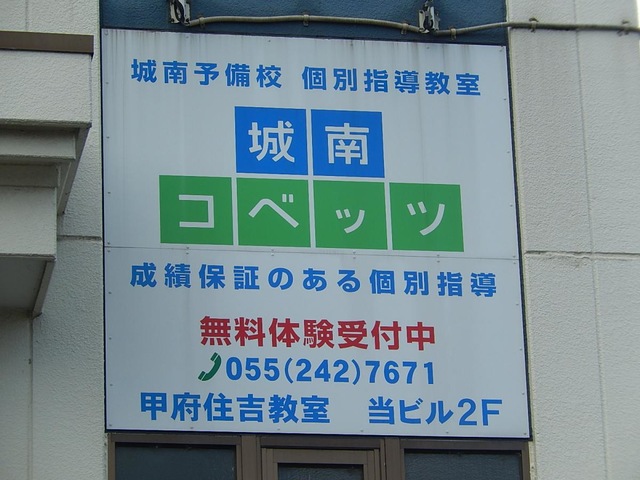 城南予備校 個別指導教室
城南
コベッツ
成績保証のある個別指導
無料体験受付中
055(242)7671
甲府住吉教室 当ビル2F